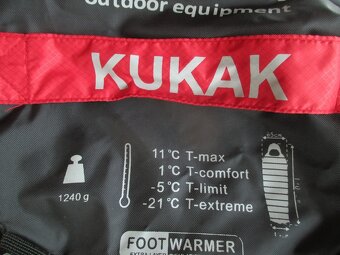 outdoor equipment
KUKAK
11°C T-max
1°C T-comfort
-5°C T-limit
-21°C T-extreme
1240 g
FOOTWARMER